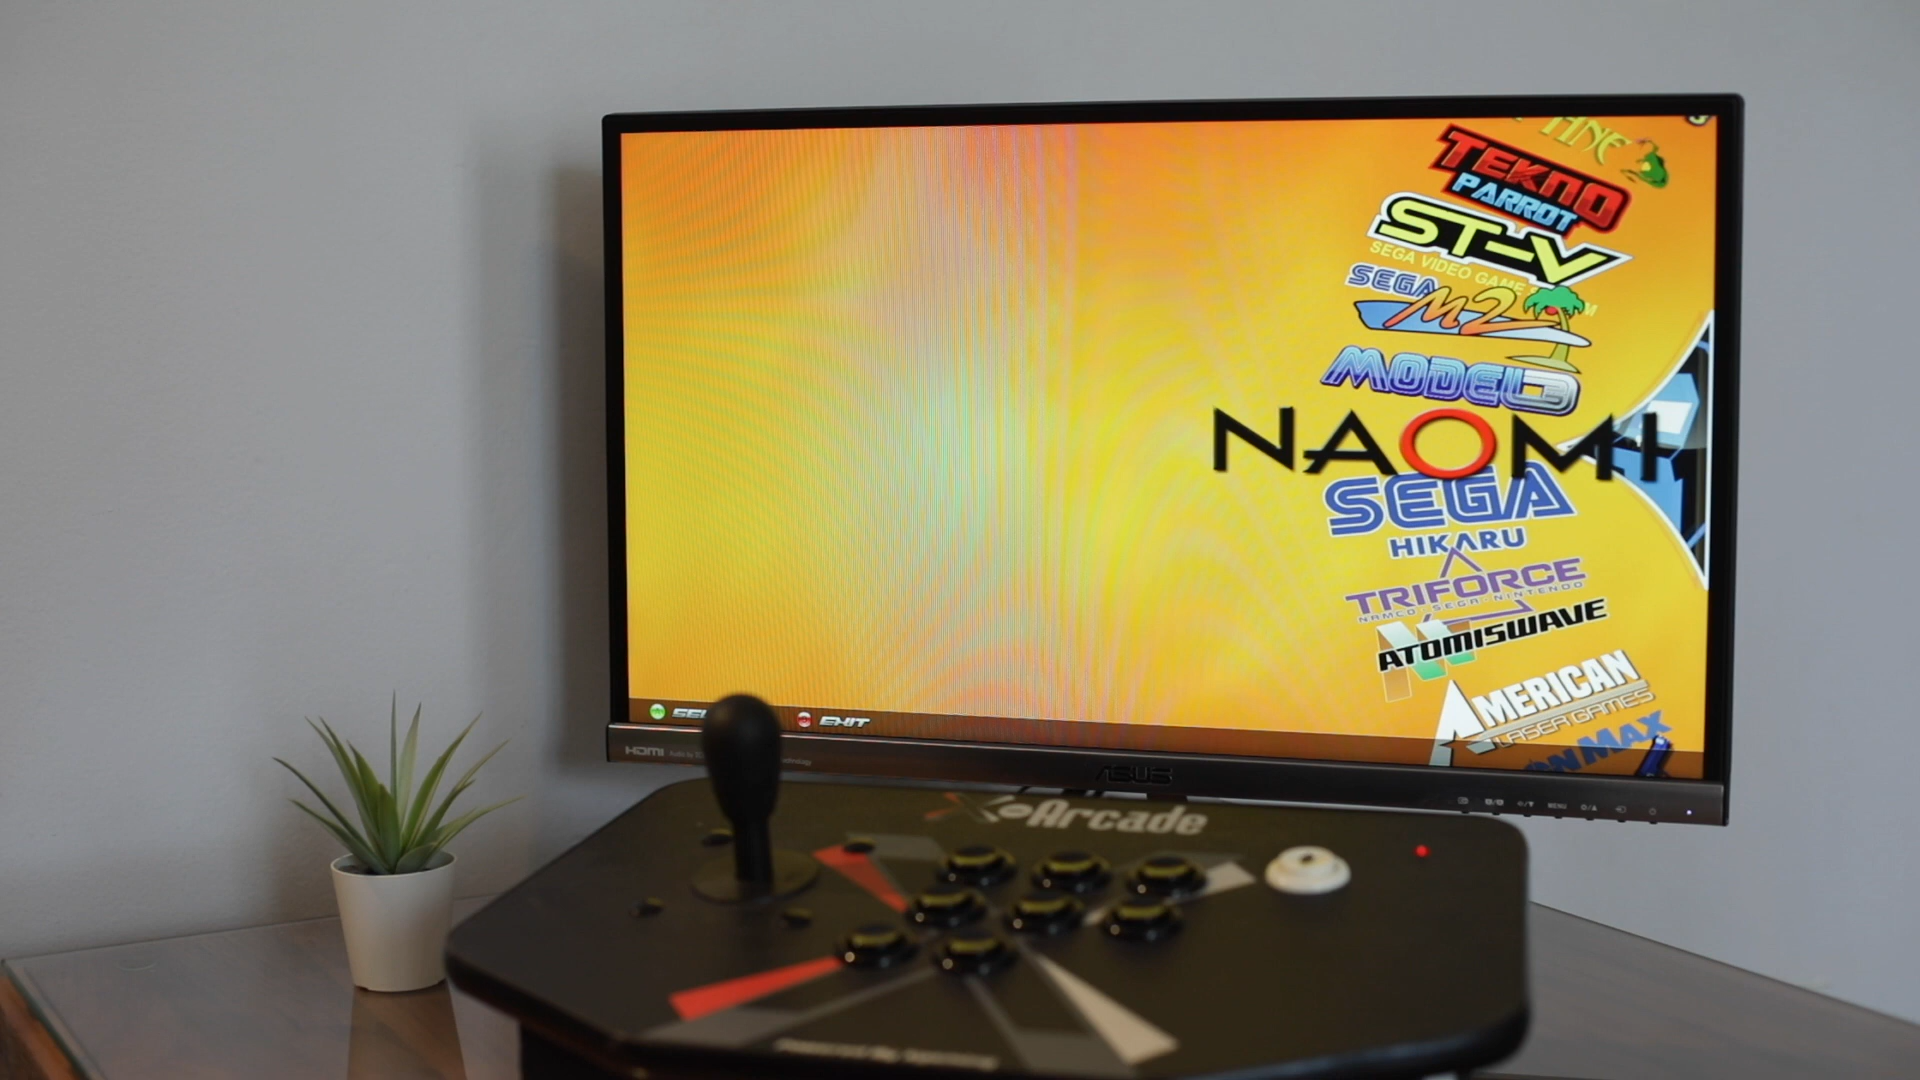 TEKNO
PARROT
ST-V
SEGA VIDEO GAME
SEGA
M2
MODEL3
NAOMI
SEGA
HIKARU
TRIFORCE
NAMCO · SEGA · NINTENDO
ATOMISWAVE
AMERICAN
LASER GAMES
EXIT
HDMI
ASUS
MENU
X-Arcade